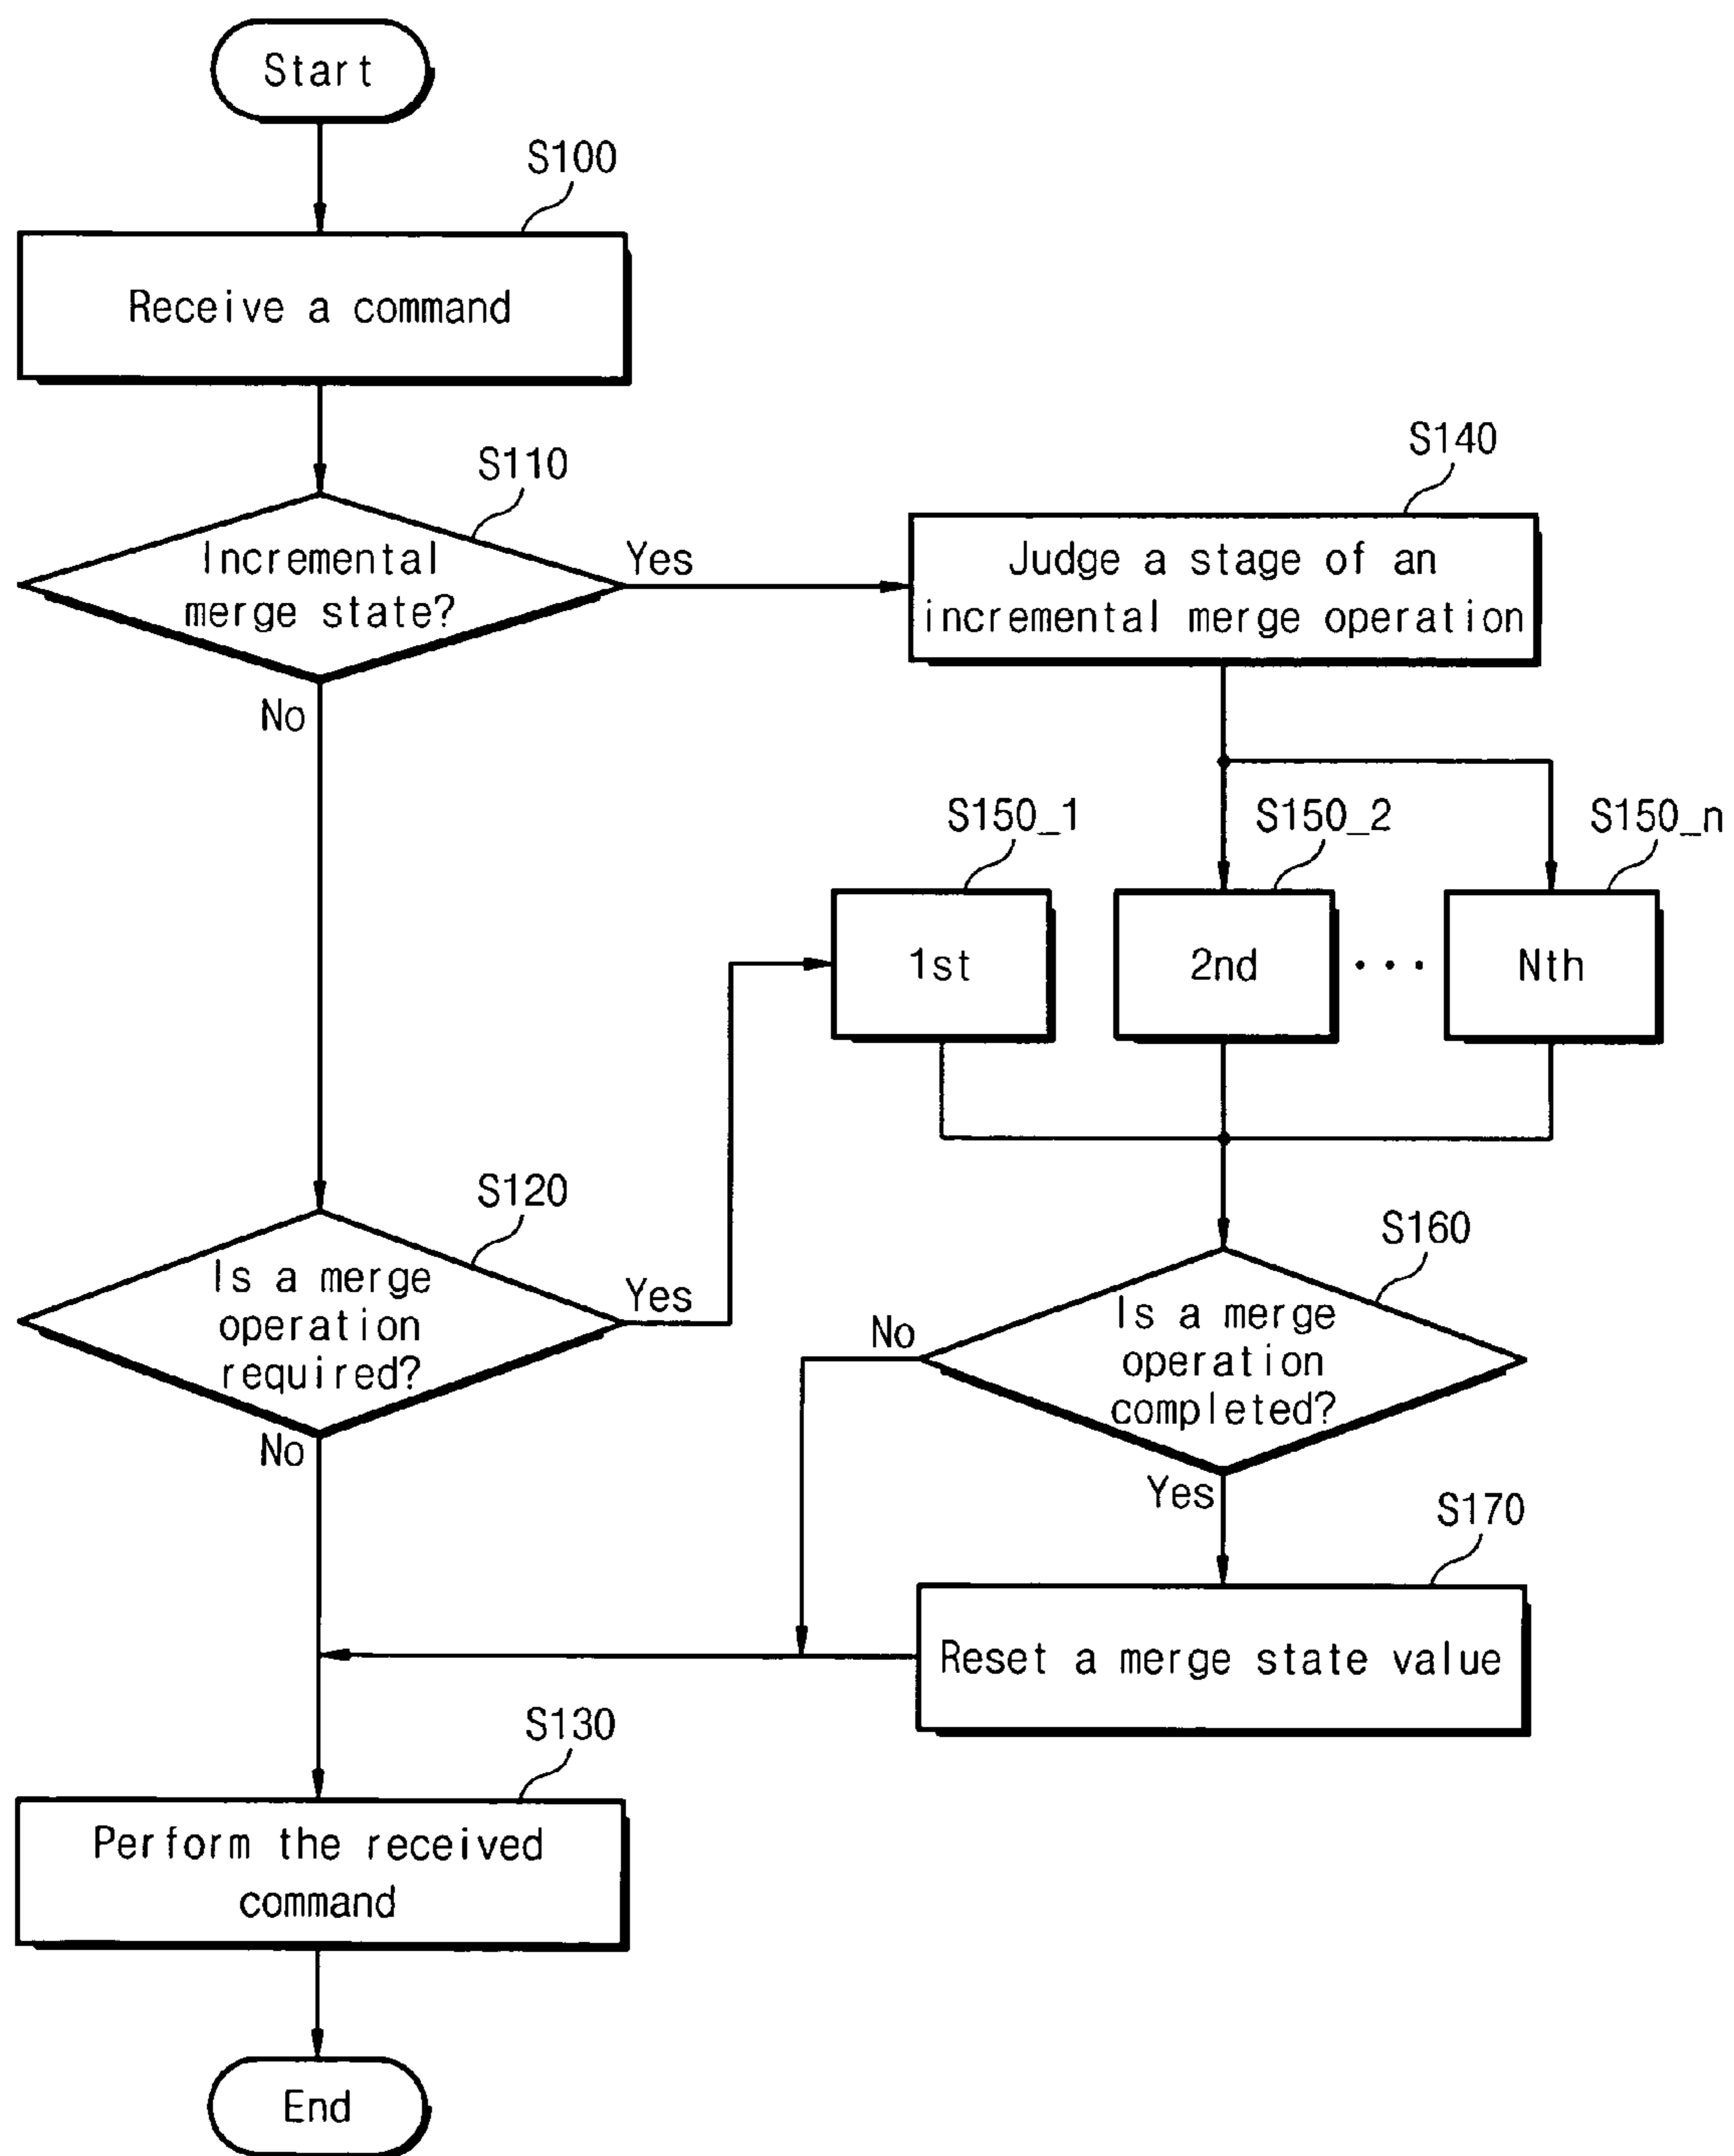 Start
S100
Receive a command
S110
Incremental
merge state?
Yes
No
S140
Judge a stage of an
incremental merge operation
S150_1
S150_2
S150_n
1st
2nd
···
Nth
S120
Is a merge
operation
required?
Yes
No
S160
Is a merge
operation
completed?
No
Yes
S170
Reset a merge state value
S130
Perform the received
command
End